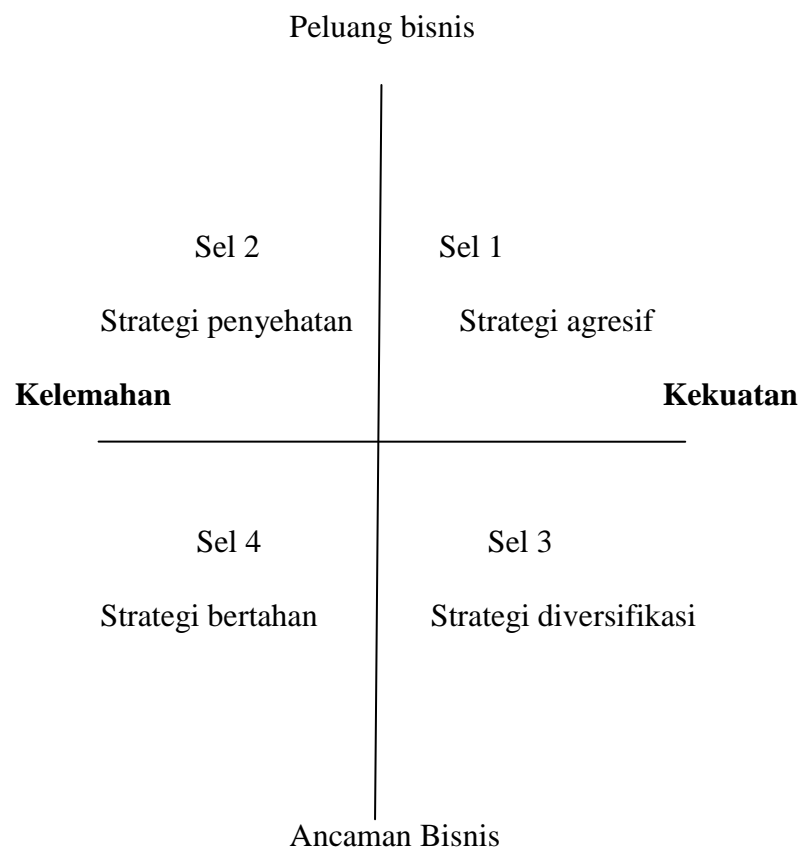 Peluang bisnis
Sel 2 Sel 1
Strategi penyehatan Strategi agresif
Kelemahan Kekuatan
Sel 4 Sel 3
Strategi bertahan Strategi diversifikasi
Ancaman Bisnis